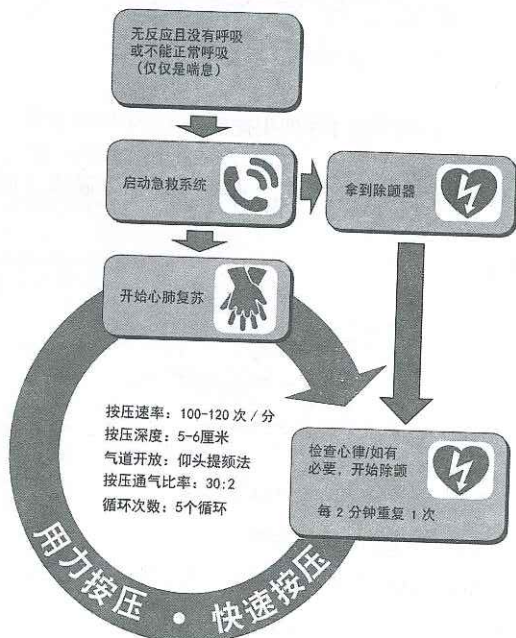 无反应且没有呼吸
或不能正常呼吸
（仅仅是喘息）
启动急救系统
拿到除颤器
开始心肺复苏
按压速率：100-120 次 / 分
按压深度：5-6厘米
气道开放：仰头提颏法
按压通气比率：30:2
循环次数：5个循环
检查心律/如有
必要，开始除颤
每 2 分钟重复 1 次
用力按压 • 快速按压